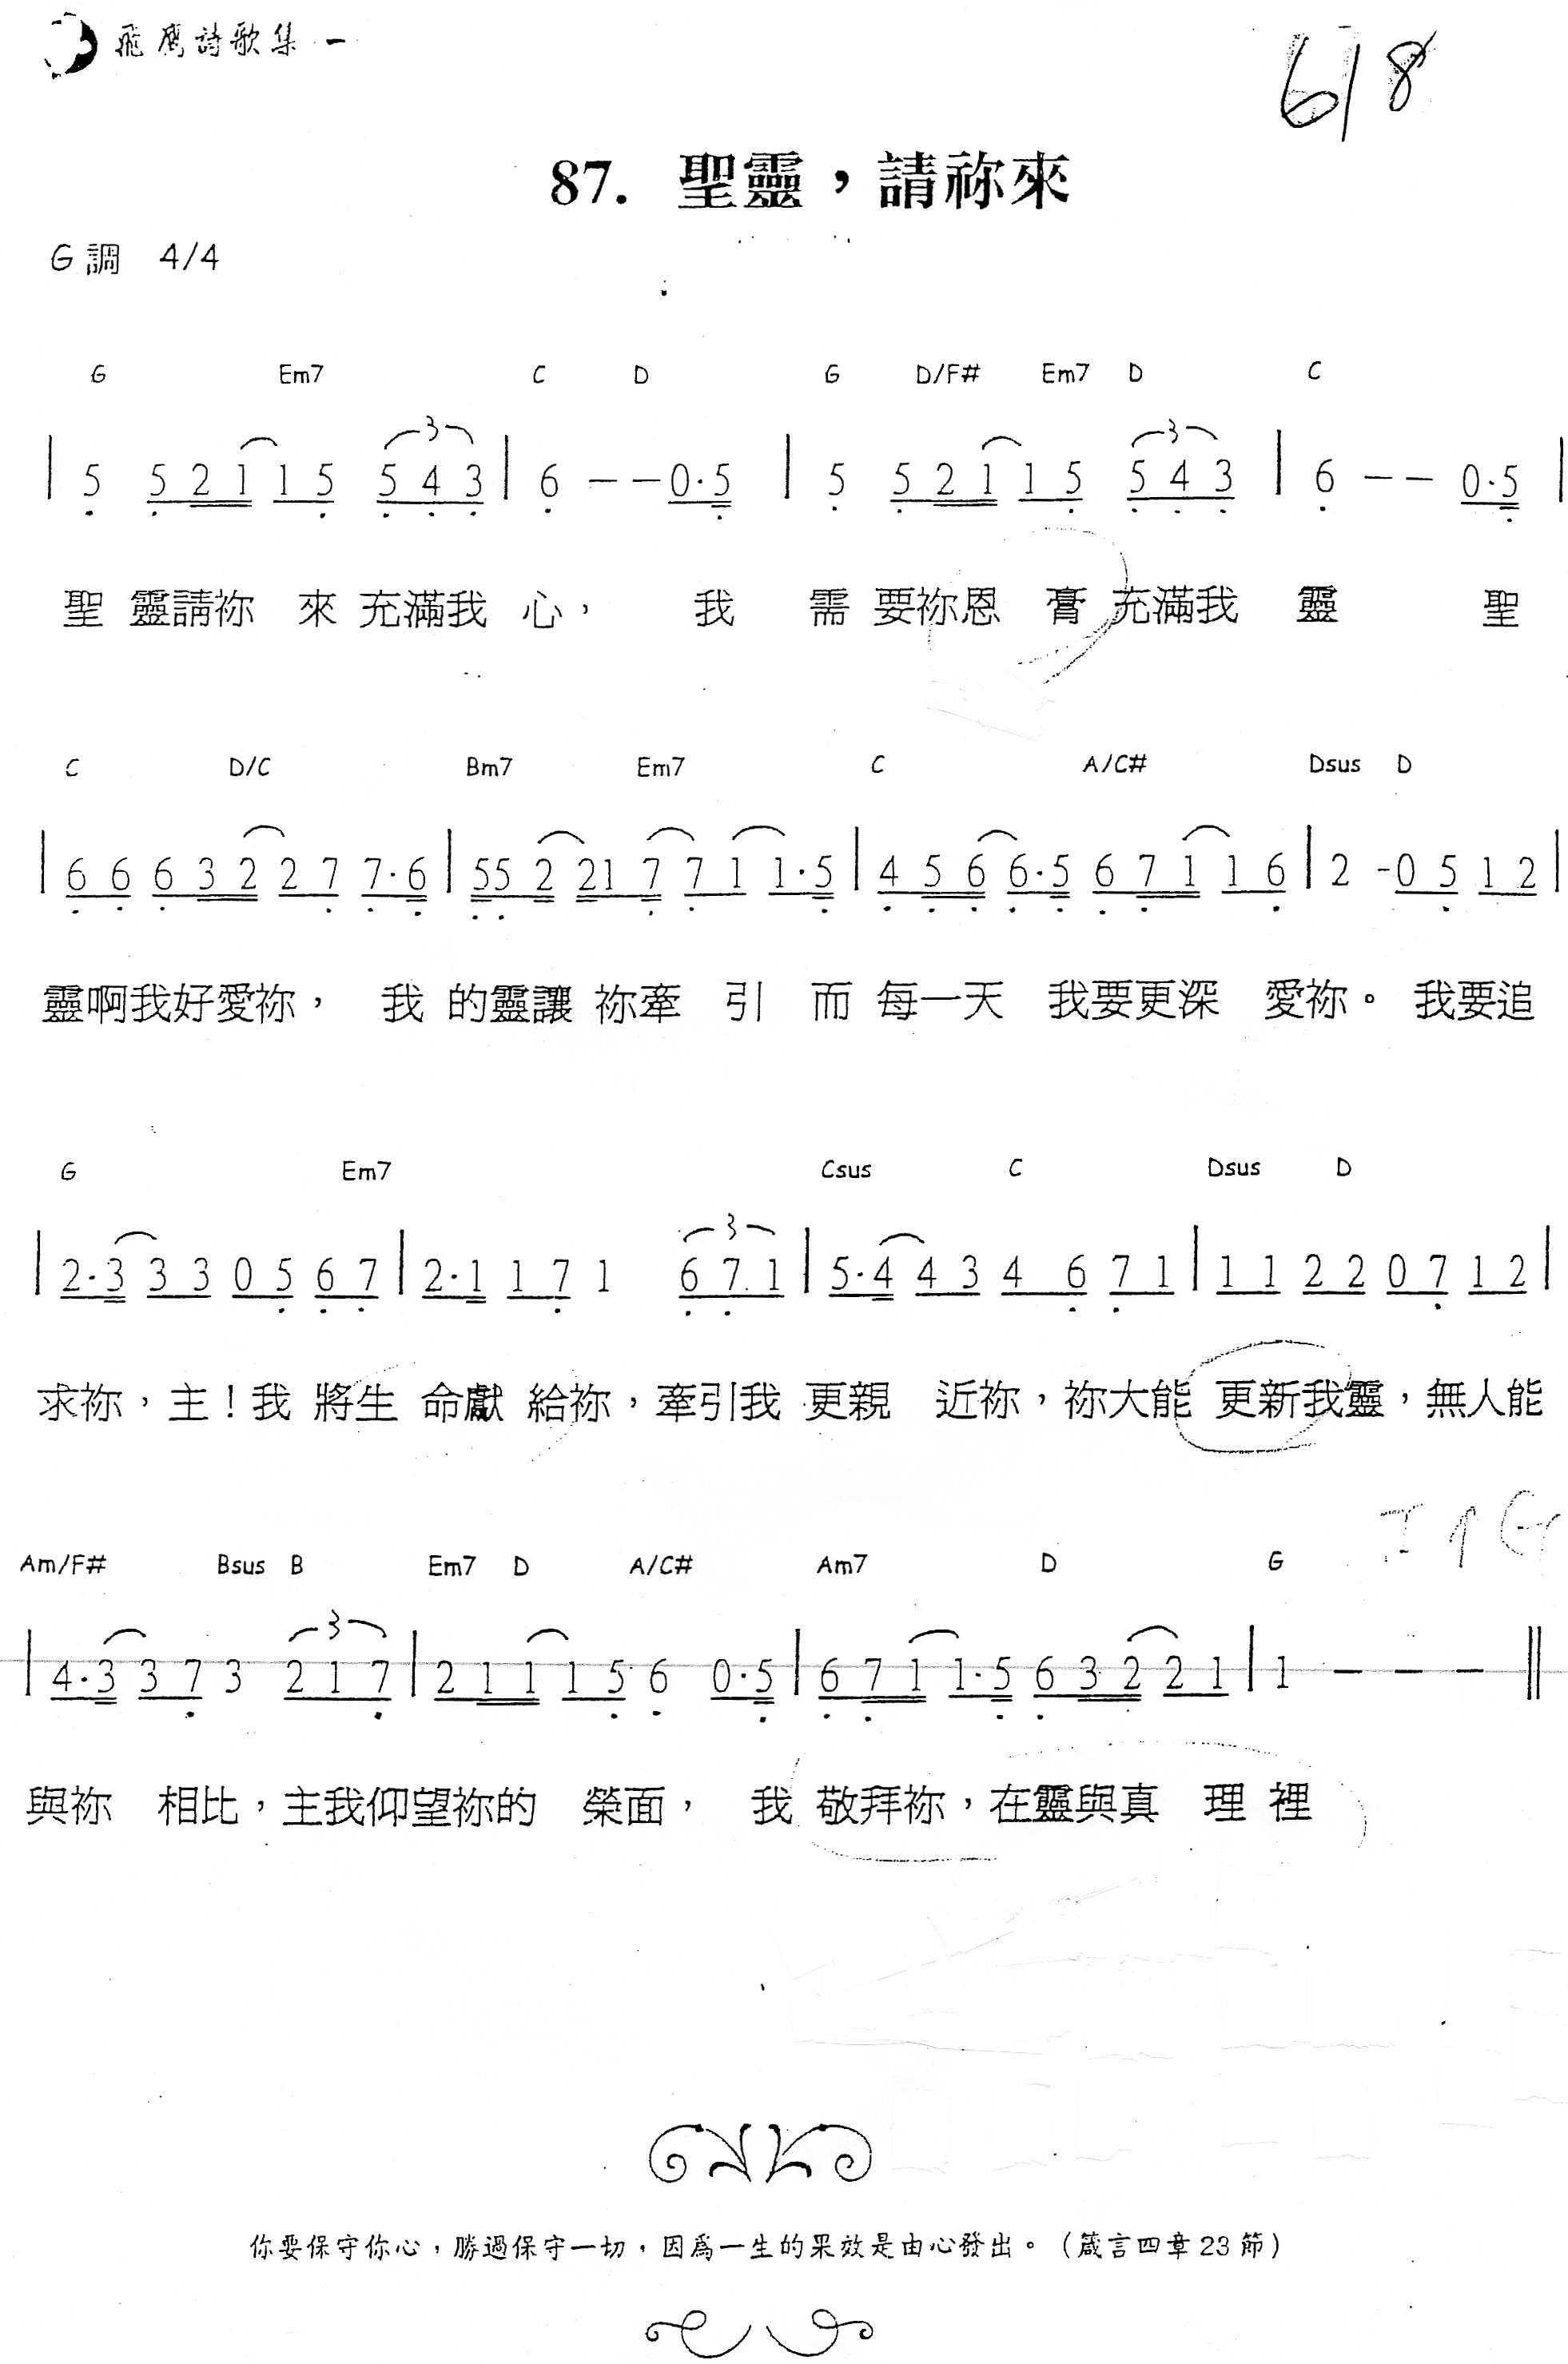 飛鷹詩歌集 一
618
87. 聖靈，請祢來
G調 4/4
G Em7 C D G D/F# Em7 D C
| 5 5 2 1 1 5 5 4 3 | 6 － － 0·5 | 5 5 2 1 1 5 5 4 3 | 6 － － 0·5 |
聖 靈請祢 來 充滿我 心， 我 需 要祢恩 膏 充滿我 靈 聖
C D/C Bm7 Em7 C A/C# Dsus D
| 6 6 6 3 2 2 7 7·6 | 5 5 2 2 1 7 7 1 1·5 | 4 5 6 6·5 6 7 1 1 6 | 2 - 0 5 1 2 |
靈啊我好愛祢， 我 的靈讓 祢牽 引 而 每一天 我要更深 愛祢。 我要追
G Em7 Csus C Dsus D
| 2·3 3 3 0 5 6 7 | 2·1 1 7 1 6 7 1 | 5·4 4 3 4 6 7 1 | 1 1 2 2 0 7 1 2 |
求祢，主！我 將生 命獻 給祢，牽引我 更親 近祢，祢大能 更新我靈，無人能
Am/F# Bsus B Em7 D A/C# Am7 D G
| 4·3 3 7 3 2 1 7 | 2 1 1 1 5 6 0·5 | 6 7 1 1·5 6 3 2 2 1 | 1 － － － ||
與祢 相比，主我仰望祢的 榮面， 我 敬拜祢，在靈與真 理 裡
你要保守你心，勝過保守一切，因爲一生的果效是由心發出。（箴言四章23節）